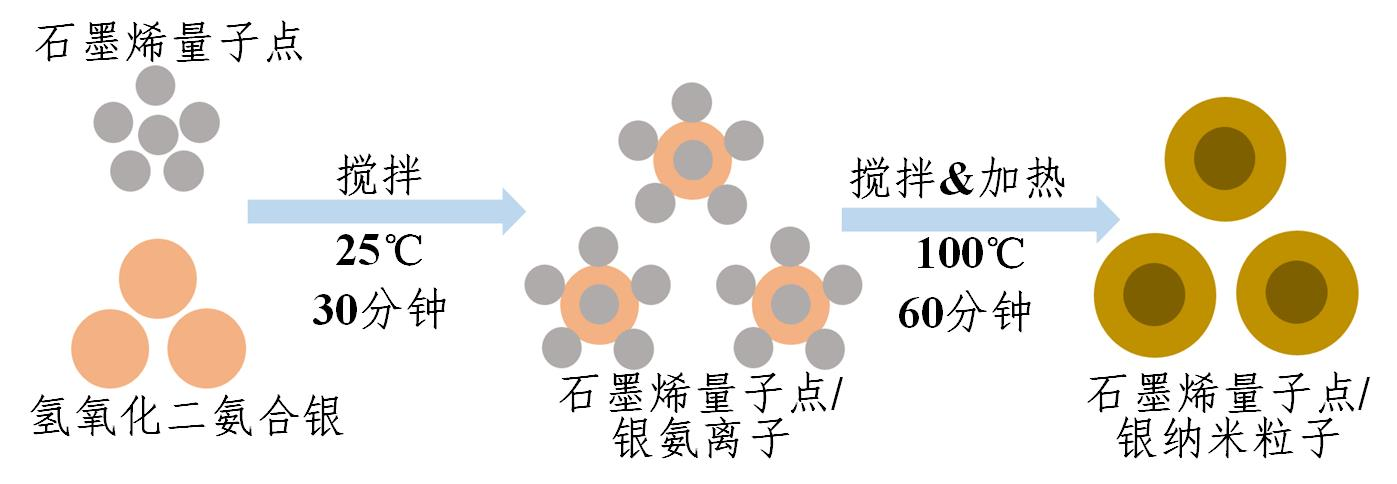 石墨烯量子点
氢氧化二氨合银
搅拌
25℃
30分钟
石墨烯量子点/
银氨离子
搅拌&加热
100℃
60分钟
石墨烯量子点/
银纳米粒子